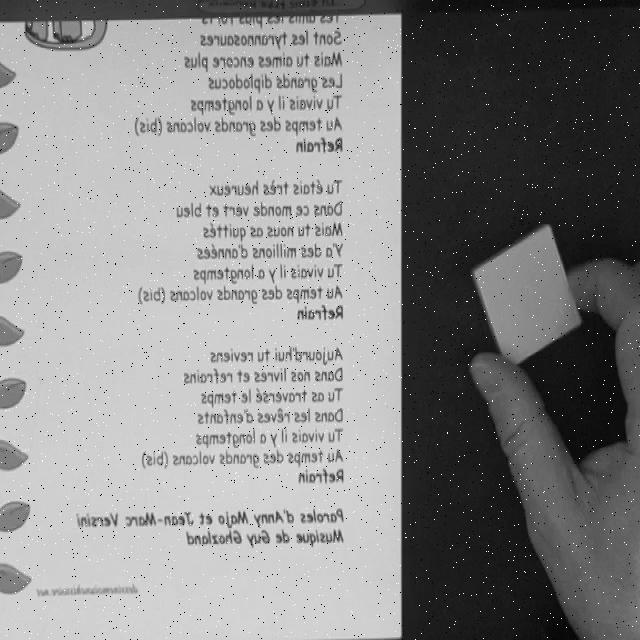 Tes amis les plus
Sont les tyrannosaures
Mais tu aimes encore plus
Les grands diplodocus
Tu vivais il y a longtemps
Au temps des grands volcans (bis)
Refrain
Tu étais très heureux
Dans ce monde vert et bleu
Mais tu nous as quittés
Y'a des millions d'années
Tu vivais il y a longtemps
Au temps des grands volcans (bis)
Refrain
Aujourd'hui tu reviens
Dans nos livres et refrains
Tu as traversé le temps
Dans les rêves d'enfants
Tu vivais il y a longtemps
Au temps des grands volcans (bis)
Refrain
Paroles d'Anny Majo et Jean-Marc Versini
Musique de Guy Ghozland